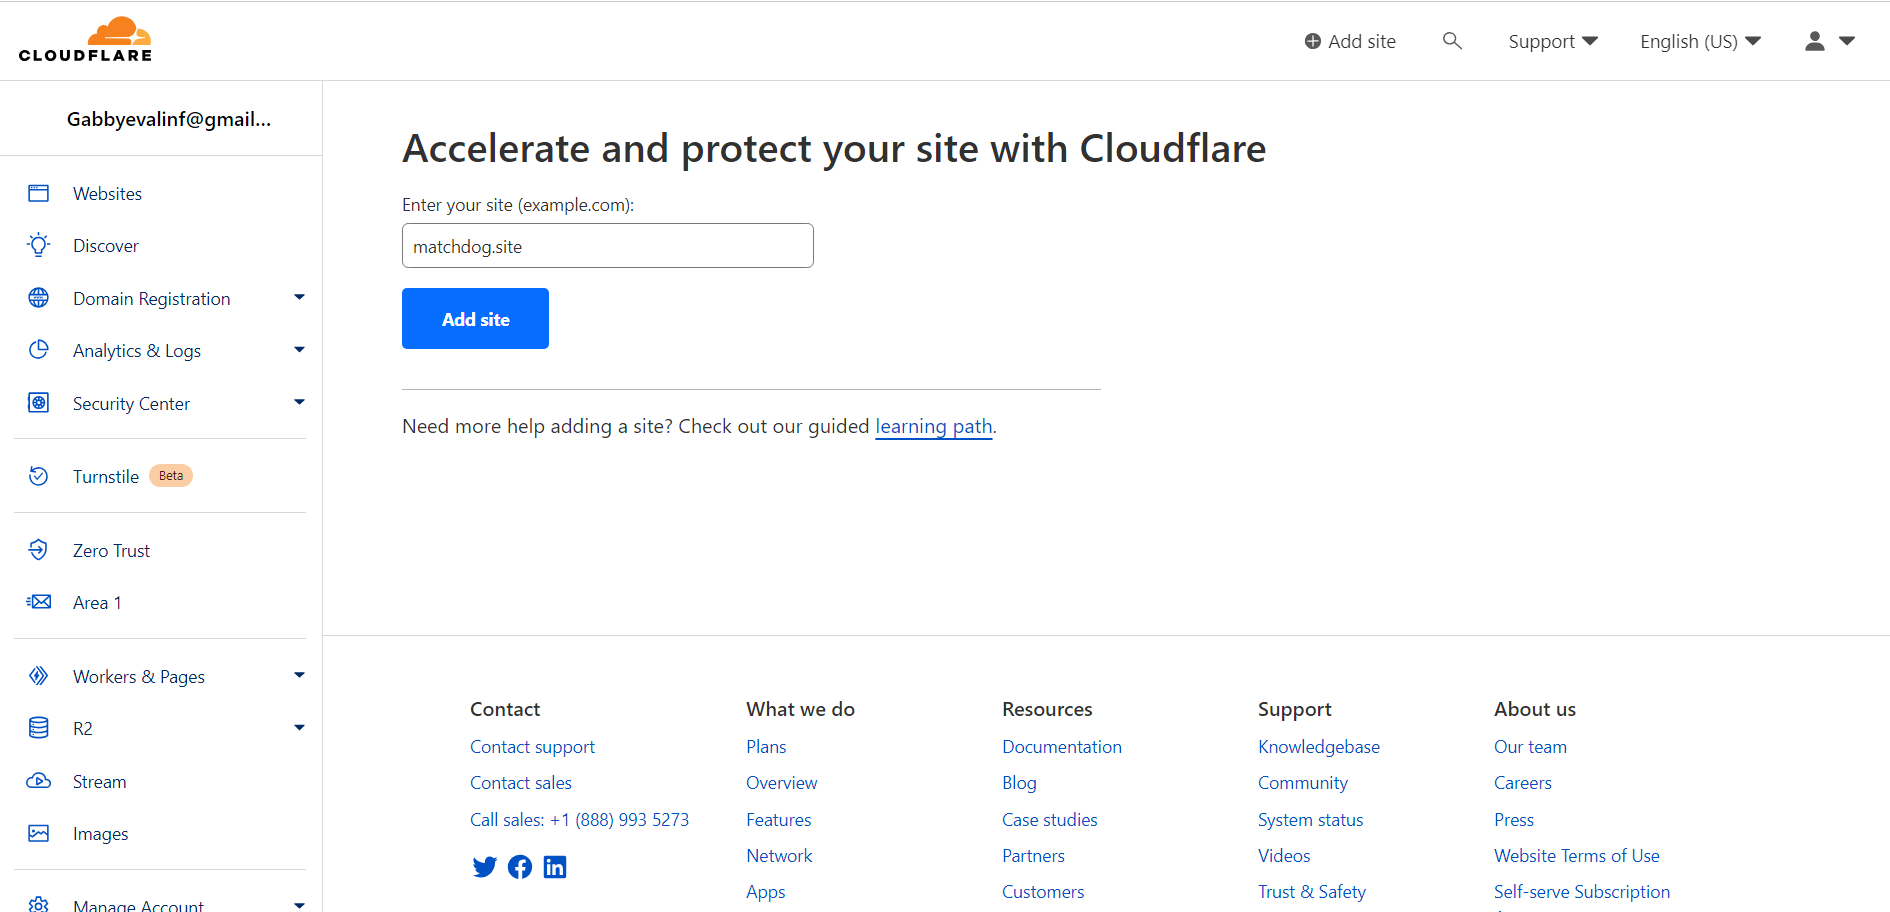 CLOUDFLARE
Add site
Support
English (US)
Gabbyevalinf@gmail...
Websites
Discover
Domain Registration
Analytics & Logs
Security Center
Turnstile Beta
Zero Trust
Area 1
Workers & Pages
R2
Stream
Images
Manage Account
Accelerate and protect your site with Cloudflare
Enter your site (example.com):
matchdog.site
Add site
Need more help adding a site? Check out our guided learning path.
Contact
Contact support
Contact sales
Call sales: +1 (888) 993 5273
What we do
Plans
Overview
Features
Network
Apps
Resources
Documentation
Blog
Case studies
Partners
Customers
Support
Knowledgebase
Community
System status
Videos
Trust & Safety
About us
Our team
Careers
Press
Website Terms of Use
Self-serve Subscription